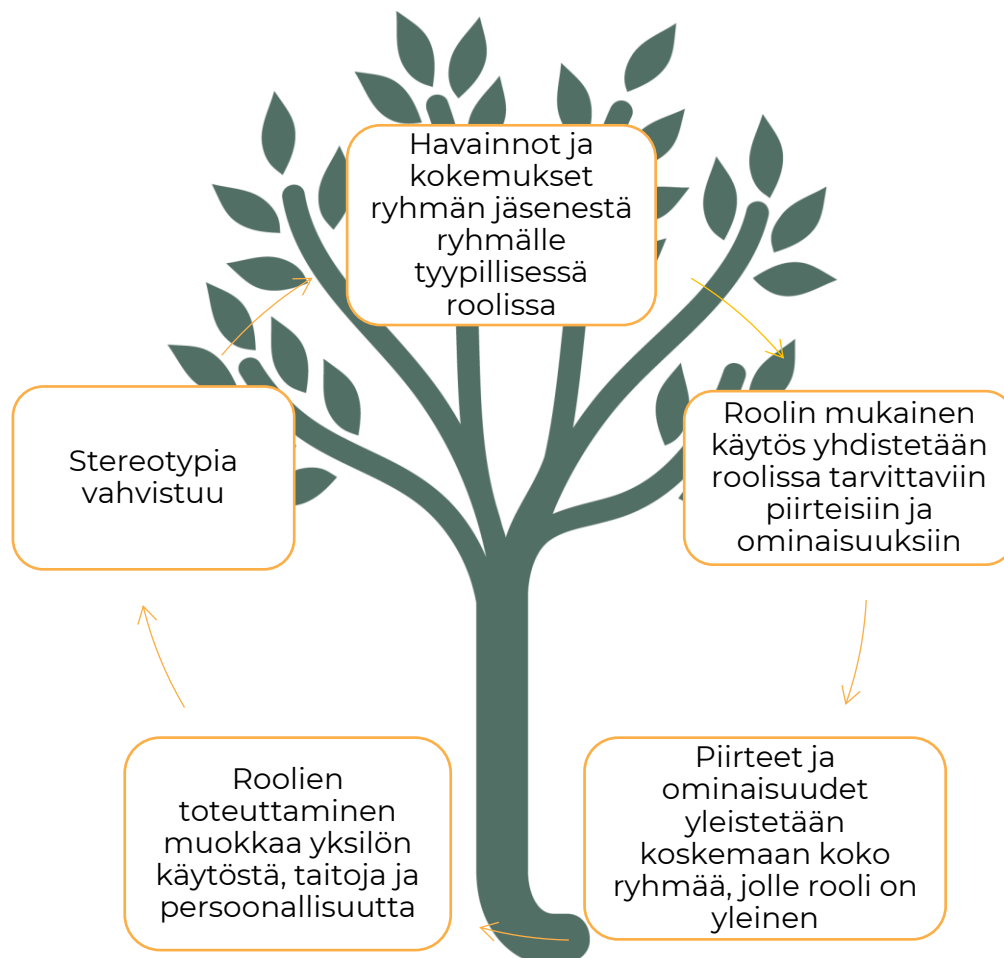 Havainnot ja
kokemukset
ryhmän jäsenestä
ryhmälle
tyypillisessä
roolissa
Roolin mukainen
käytös yhdistetään
roolissa tarvittaviin
piirteisiin ja
ominaisuuksiin
Piirteet ja
ominaisuudet
yleistetään
koskemaan koko
ryhmää, jolle rooli on
yleinen
Roolien
toteuttaminen
muokkaa yksilön
käytöstä, taitoja ja
persoonallisuutta
Stereotypia
vahvistuu